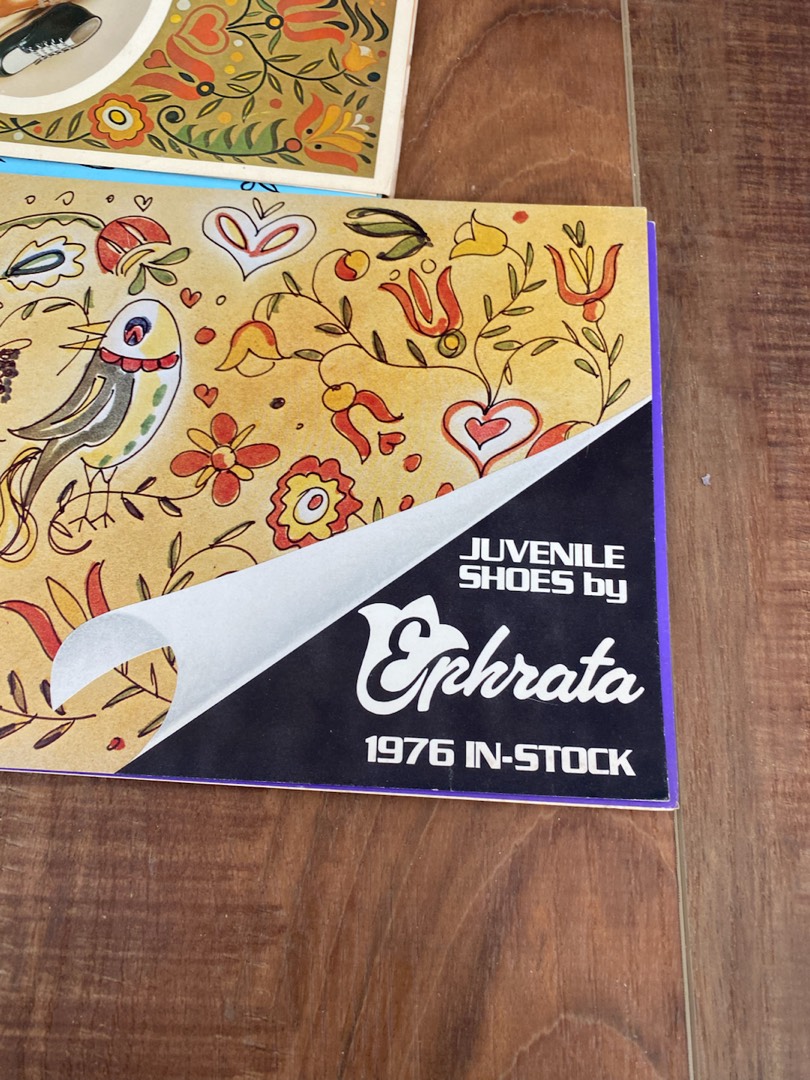 JUVENILE
SHOES by
Ephrata
1976 IN-STOCK